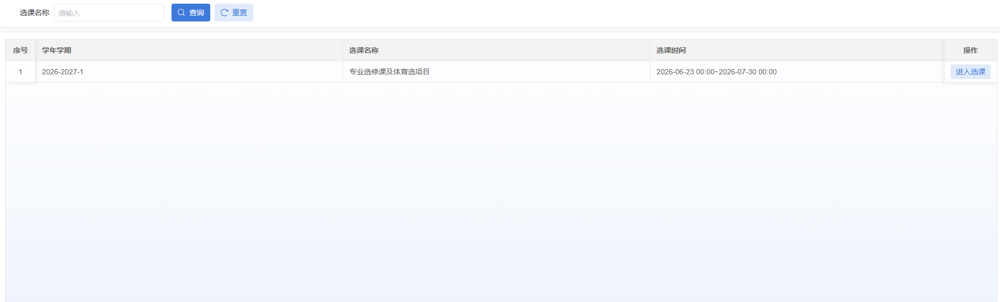 选课名称 请输入 查询 重置
序号 学年学期 选课名称 选课时间 操作
1 2026-2027-1 专业选修课及体育选项目 2026-06-23 00:00~2026-07-30 00:00 进入选课